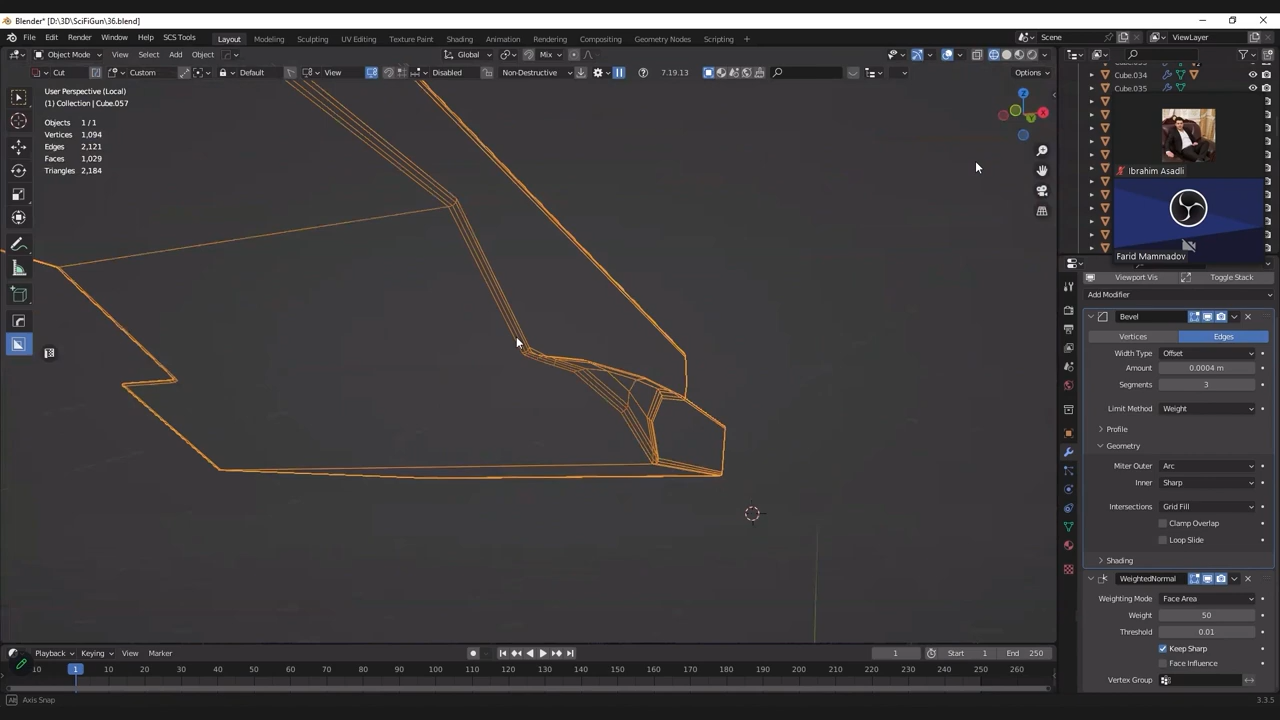 Blender* [D:\3D\SciFiGun\36.blend]
File Edit Render Window Help SCS Tools Layout Modeling Sculpting UV Editing Texture Paint Shading Animation Rendering Compositing Geometry Nodes Scripting Scene ViewLayer
Object Mode View Select Add Object Global Mix
Cut Custom Default View Disabled Non-Destructive 7.19.13
Options
User Perspective (Local)
(1) Collection | Cube.057
Objects 1 / 1
Vertices 1,094
Edges 2,121
Faces 1,029
Triangles 2,184
Z
X
Y
Cube.034
Cube.035
Ibrahim Asadli
Farid Mammadov
Viewport Vis Toggle Stack
Add Modifier
Bevel
Vertices Edges
Width Type Offset
Amount 0.0004 m
Segments 3
Limit Method Weight
Profile
Geometry
Miter Outer Arc
Inner Sharp
Intersections Grid Fill
Clamp Overlap
Loop Slide
Shading
WeightedNormal
Weighting Mode Face Area
Weight 50
Threshold 0.01
Keep Sharp
Face Influence
Vertex Group
Playback Keying View Marker 1 Start 1 End 250
10 1 10 20 30 40 50 60 70 80 90 100 110 120 130 140 150 160 170 180 190 200 210 220 230 240 250 260
Alt Axis Snap
3.3.5